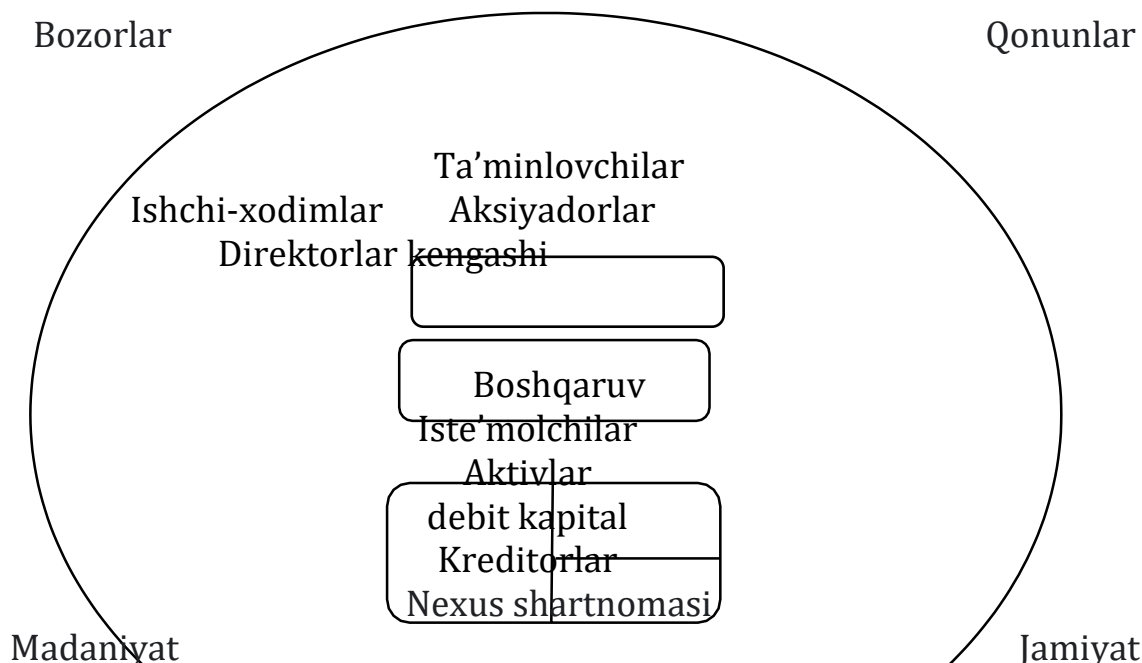 Bozorlar
Qonunlar
Ta’minlovchilar
Ishchi-xodimlar Aksiyadorlar
Direktorlar kengashi
Boshqaruv
Iste’molchilar
Aktivlar
debit kapital
Kreditorlar
Nexus shartnomasi
Madaniyat
Jamiyat